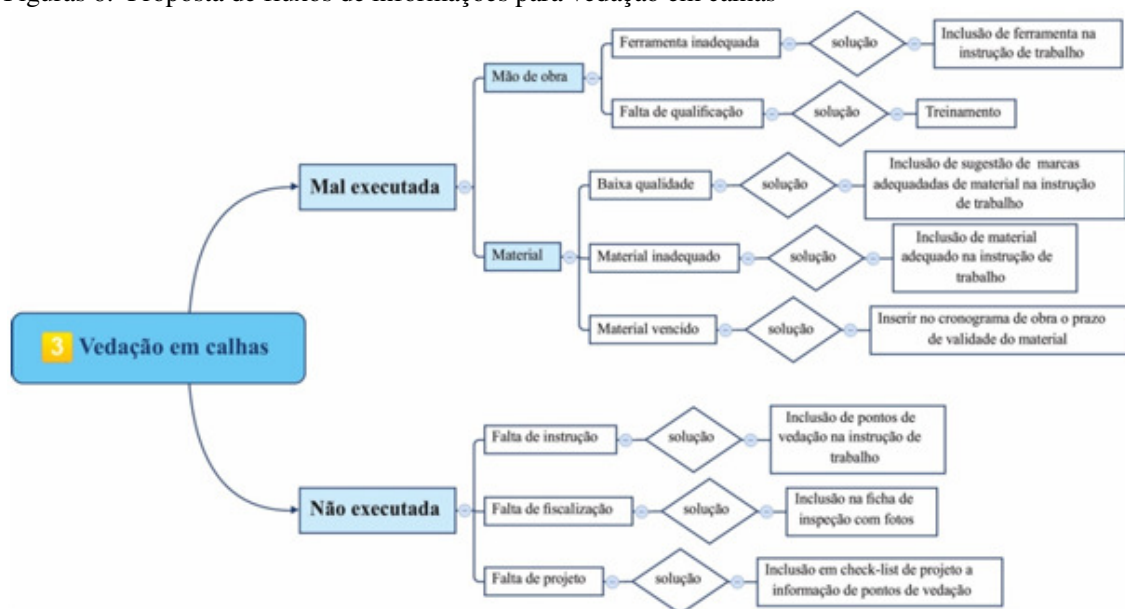 Figuras 6: Proposta de fluxos de informações para vedação em calhas
Ferramenta inadequada
solução
Inclusão de ferramenta na
instrução de trabalho
Mão de obra
Falta de qualificação
solução
Treinamento
Mal executada
Baixa qualidade
solução
Inclusão de sugestão de marcas
adequadadas de material na instrução
de trabalho
Material
Material inadequado
solução
Inclusão de material
adequado na instrução de
trabalho
Material vencido
solução
Inserir no cronograma de obra o prazo
de validade do material
3 Vedação em calhas
Falta de instrução
solução
Inclusão de pontos de
vedação na instrução de
trabalho
Não executada
Falta de fiscalização
solução
Inclusão na ficha de
inspeção com fotos
Falta de projeto
solução
Inclusão em check-list de projeto a
informação de pontos de vedação